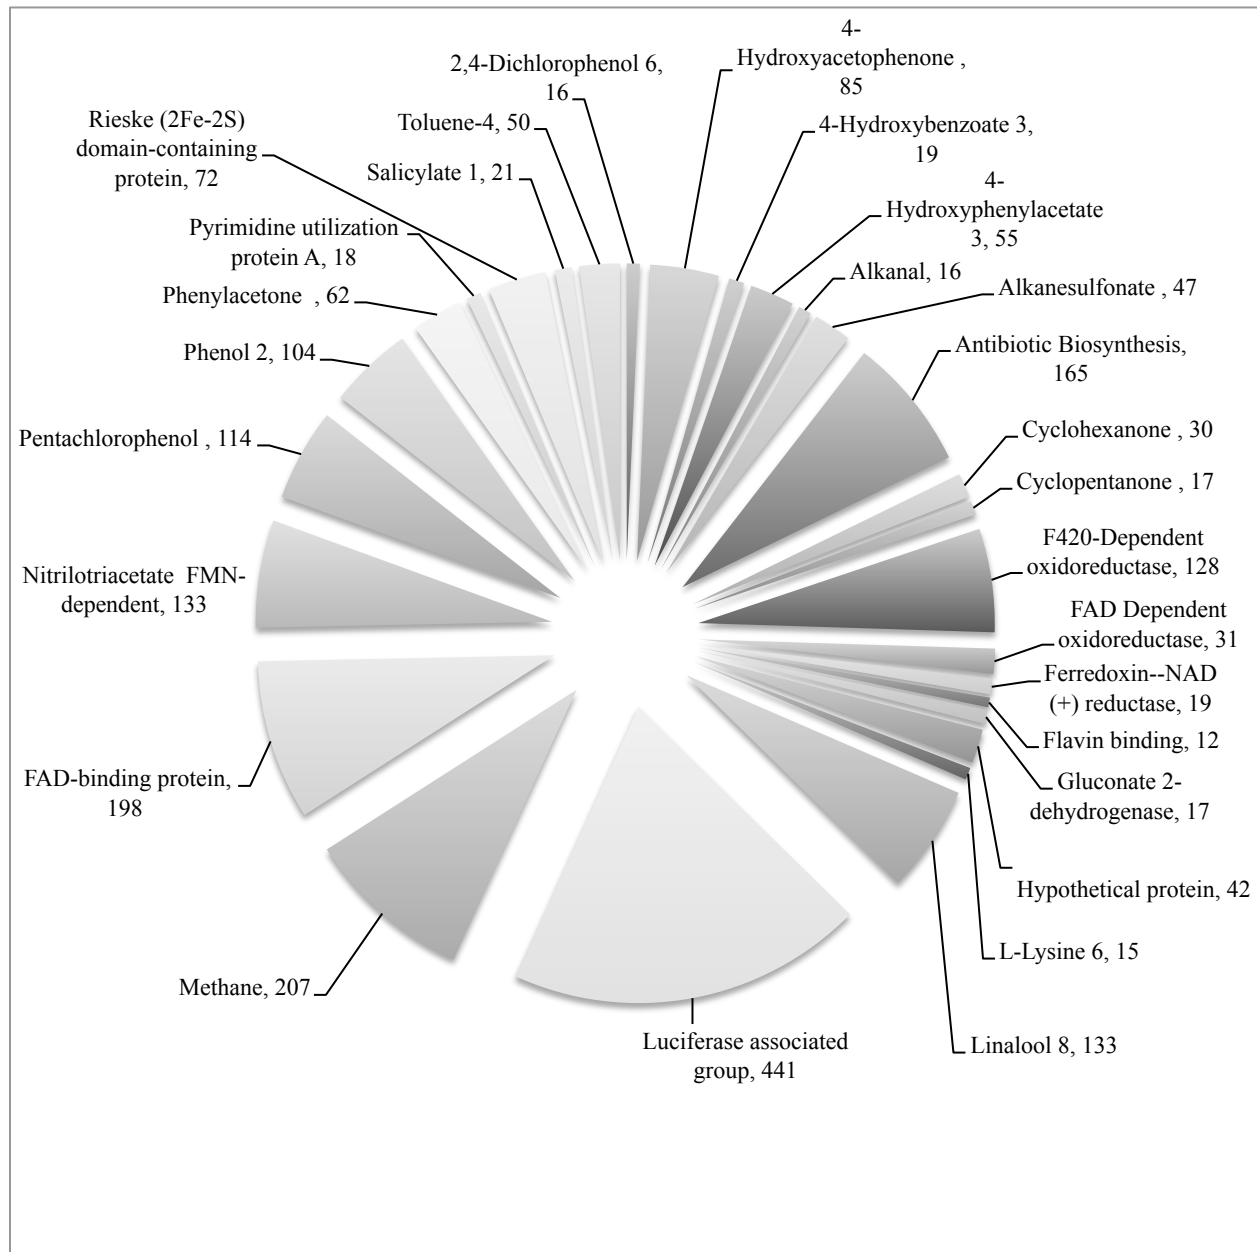 4-
Hydroxyacetophenone ,
85
2,4-Dichlorophenol 6,
16
Rieske (2Fe-2S)
domain-containing
protein, 72
Toluene-4, 50
4-Hydroxybenzoate 3,
19
Salicylate 1, 21
4-
Hydroxyphenylacetate
3, 55
Pyrimidine utilization
protein A, 18
Alkanal, 16
Alkanesulfonate , 47
Phenylacetone , 62
Phenol 2, 104
Antibiotic Biosynthesis,
165
Pentachlorophenol , 114
Cyclohexanone , 30
Cyclopentanone , 17
F420-Dependent
oxidoreductase, 128
Nitrilotriacetate FMN-
dependent, 133
FAD Dependent
oxidoreductase, 31
Ferredoxin--NAD
(+) reductase, 19
Flavin binding, 12
FAD-binding protein,
198
Gluconate 2-
dehydrogenase, 17
Hypothetical protein, 42
L-Lysine 6, 15
Methane, 207
Luciferase associated
group, 441
Linalool 8, 133